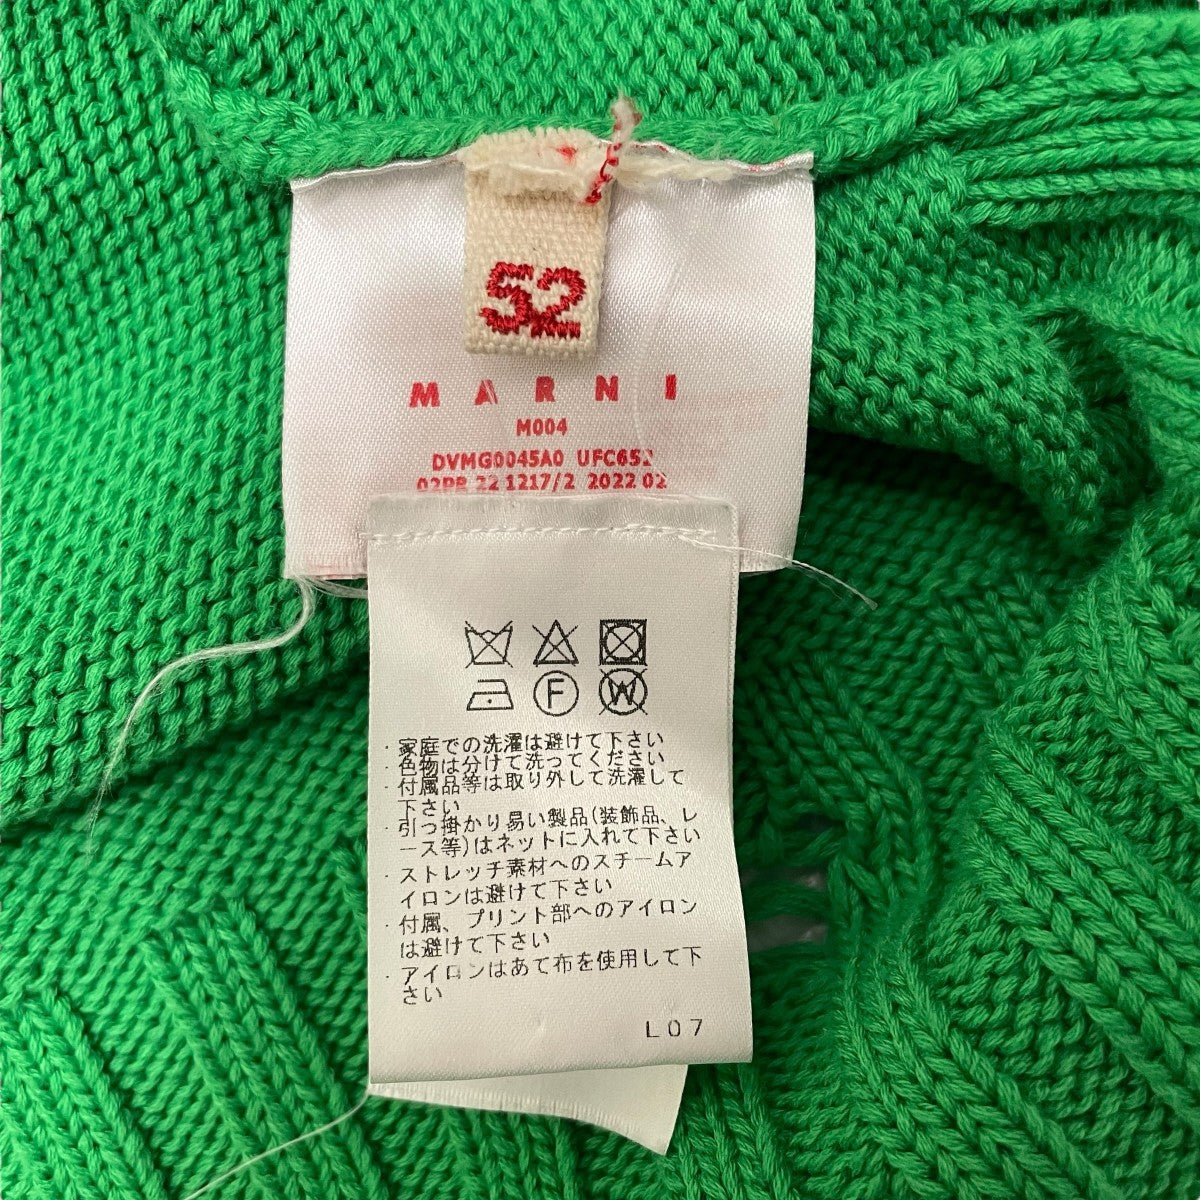 52
MARNI
M004
DVMG0045A0 UFC652
02PR 22 1217/2 2022 02
F
W
・家庭での洗濯は避けて下さい
・色物は分けて洗ってください
・付属品等は取り外して洗濯して
下さい
・引っ掛かり易い製品(装飾品、レ
ース等)はネットに入れて下さい
・ストレッチ素材へのスチームア
イロンは避けて下さい
・付属、プリント部へのアイロン
は避けて下さい
・アイロンはあて布を使用して下
さい
L07